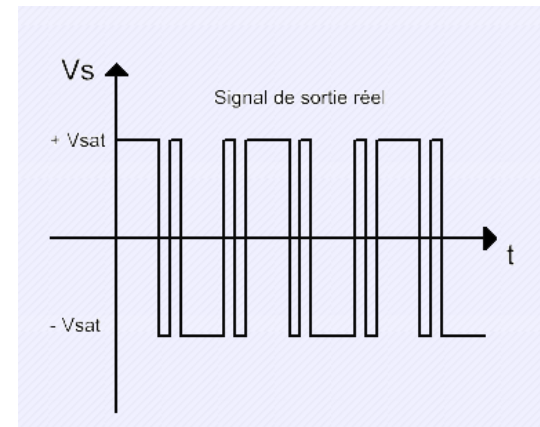 Vs
Signal de sortie réel
+ Vsat
t
- Vsat